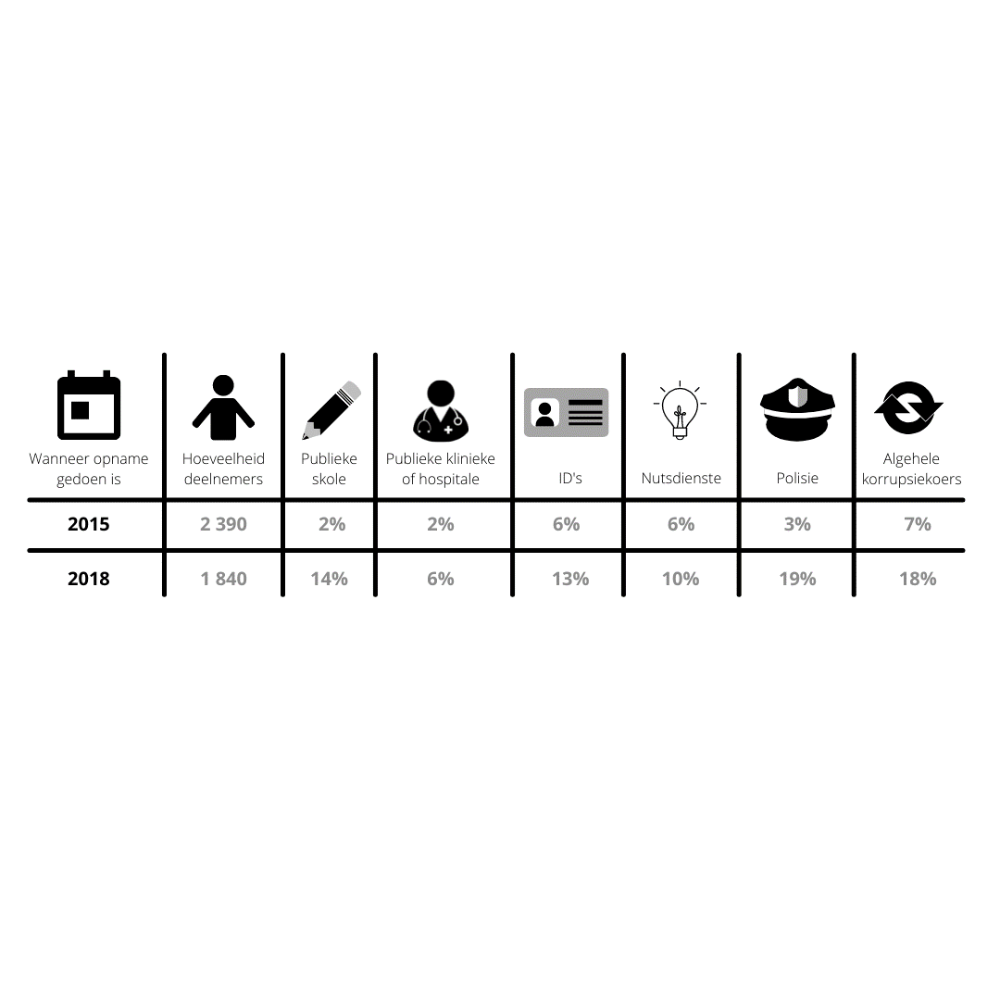 Wanneer opname
gedoen is
Hoeveelheid
deelnemers
Publieke
skole
Publieke klinieke
of hospitale
ID's
Nutsdienste
Polisie
Algehele
korrupsiekoers
2015 2 390 2% 2% 6% 6% 3% 7%
2018 1 840 14% 6% 13% 10% 19% 18%